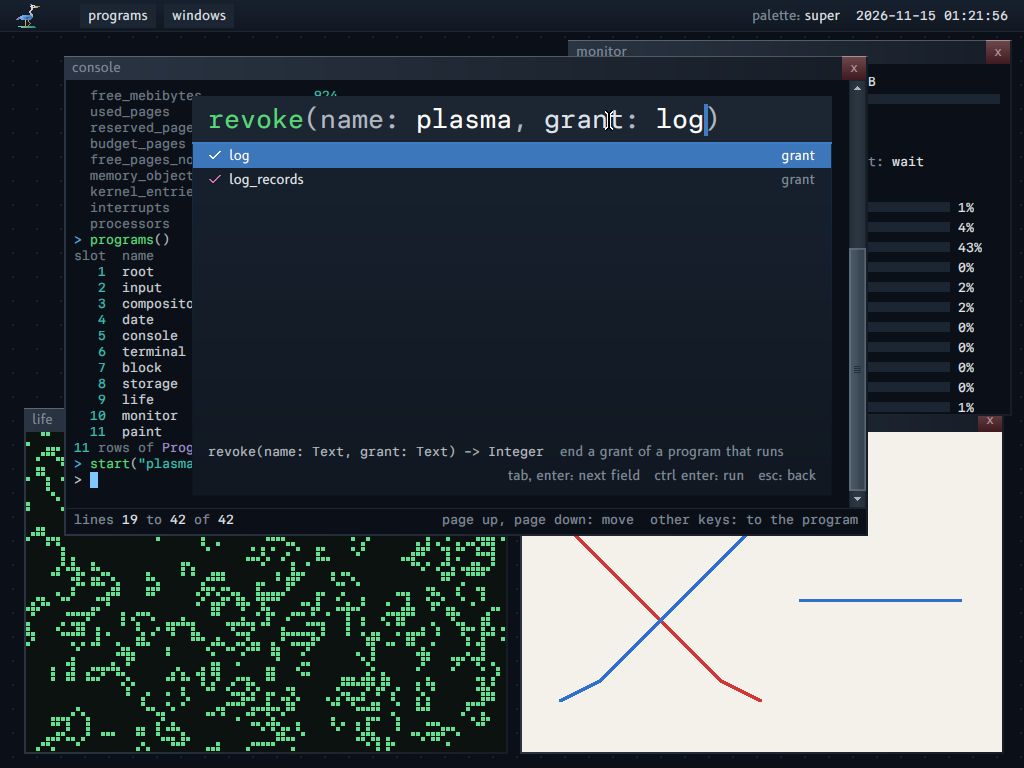 programs windows palette: super 2026-11-15 01:21:56
monitor x
console x
B
free_mebibytes 924
used_pages
reserved_page
budget_pages
free_pages_no
memory_object
kernel_entrie
interrupts
processors
> programs()
slot name
1 root
2 input
3 composito
4 date
5 console
6 terminal
7 block
8 storage
9 life
10 monitor
11 paint
11 rows of Prog
> start("plasma
>
revoke(name: plasma, grant: log)
log grant
log_records grant
revoke(name: Text, grant: Text) -> Integer end a grant of a program that runs
tab, enter: next field ctrl enter: run esc: back
lines 19 to 42 of 42 page up, page down: move other keys: to the program
t: wait
1%
4%
43%
0%
2%
2%
0%
0%
0%
0%
1%
life x